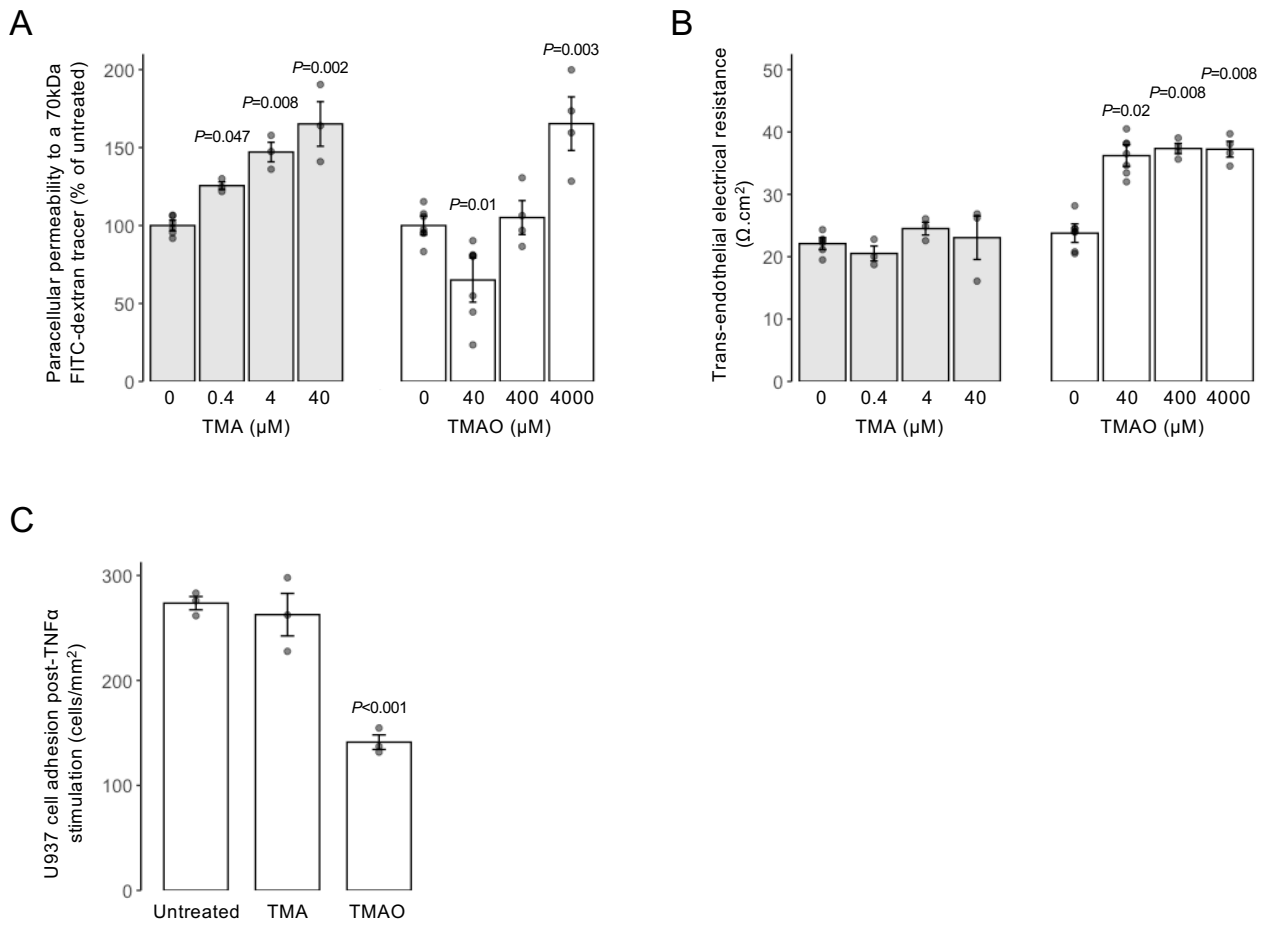 A
Paracellular permeability to a 70kDa
FITC-dextran tracer (% of untreated)
200
150
100
50
0
P=0.047
P=0.008
P=0.002
P=0.01
P=0.003
0 0.4 4 40
TMA (µM)
0 40 400 4000
TMAO (µM)
B
Trans-endothelial electrical resistance
(Ω.cm²)
50
40
30
20
10
0
P=0.02
P=0.008
P=0.008
0 0.4 4 40
TMA (µM)
0 40 400 4000
TMAO (µM)
C
U937 cell adhesion post-TNFα
stimulation (cells/mm²)
300
200
100
0
P<0.001
Untreated TMA TMAO